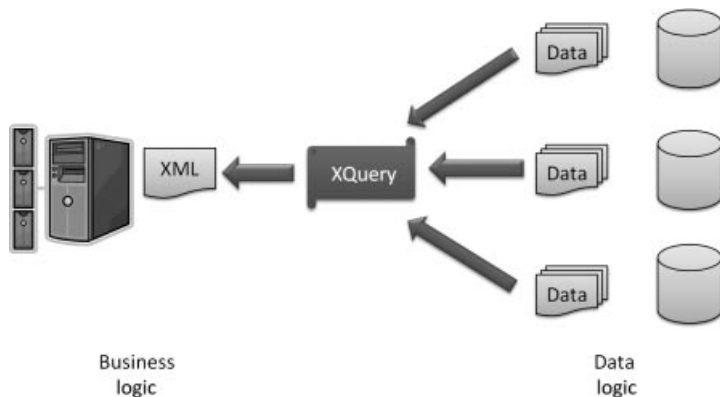 Data
XML
XQuery
Data
Data
Business
logic
Data
logic